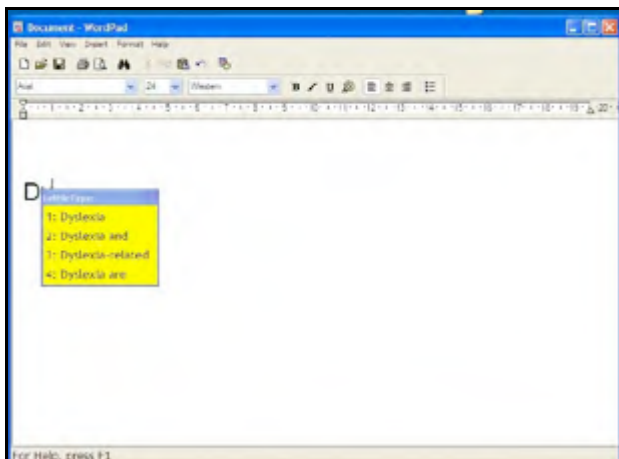 Document - WordPad
File Edit View Insert Format Help
Arial 24 Western B / U
1: Dyslexia
2: Dyslexia and
3: Dyslexia-related
4: Dyslexia are
For Help, press F1